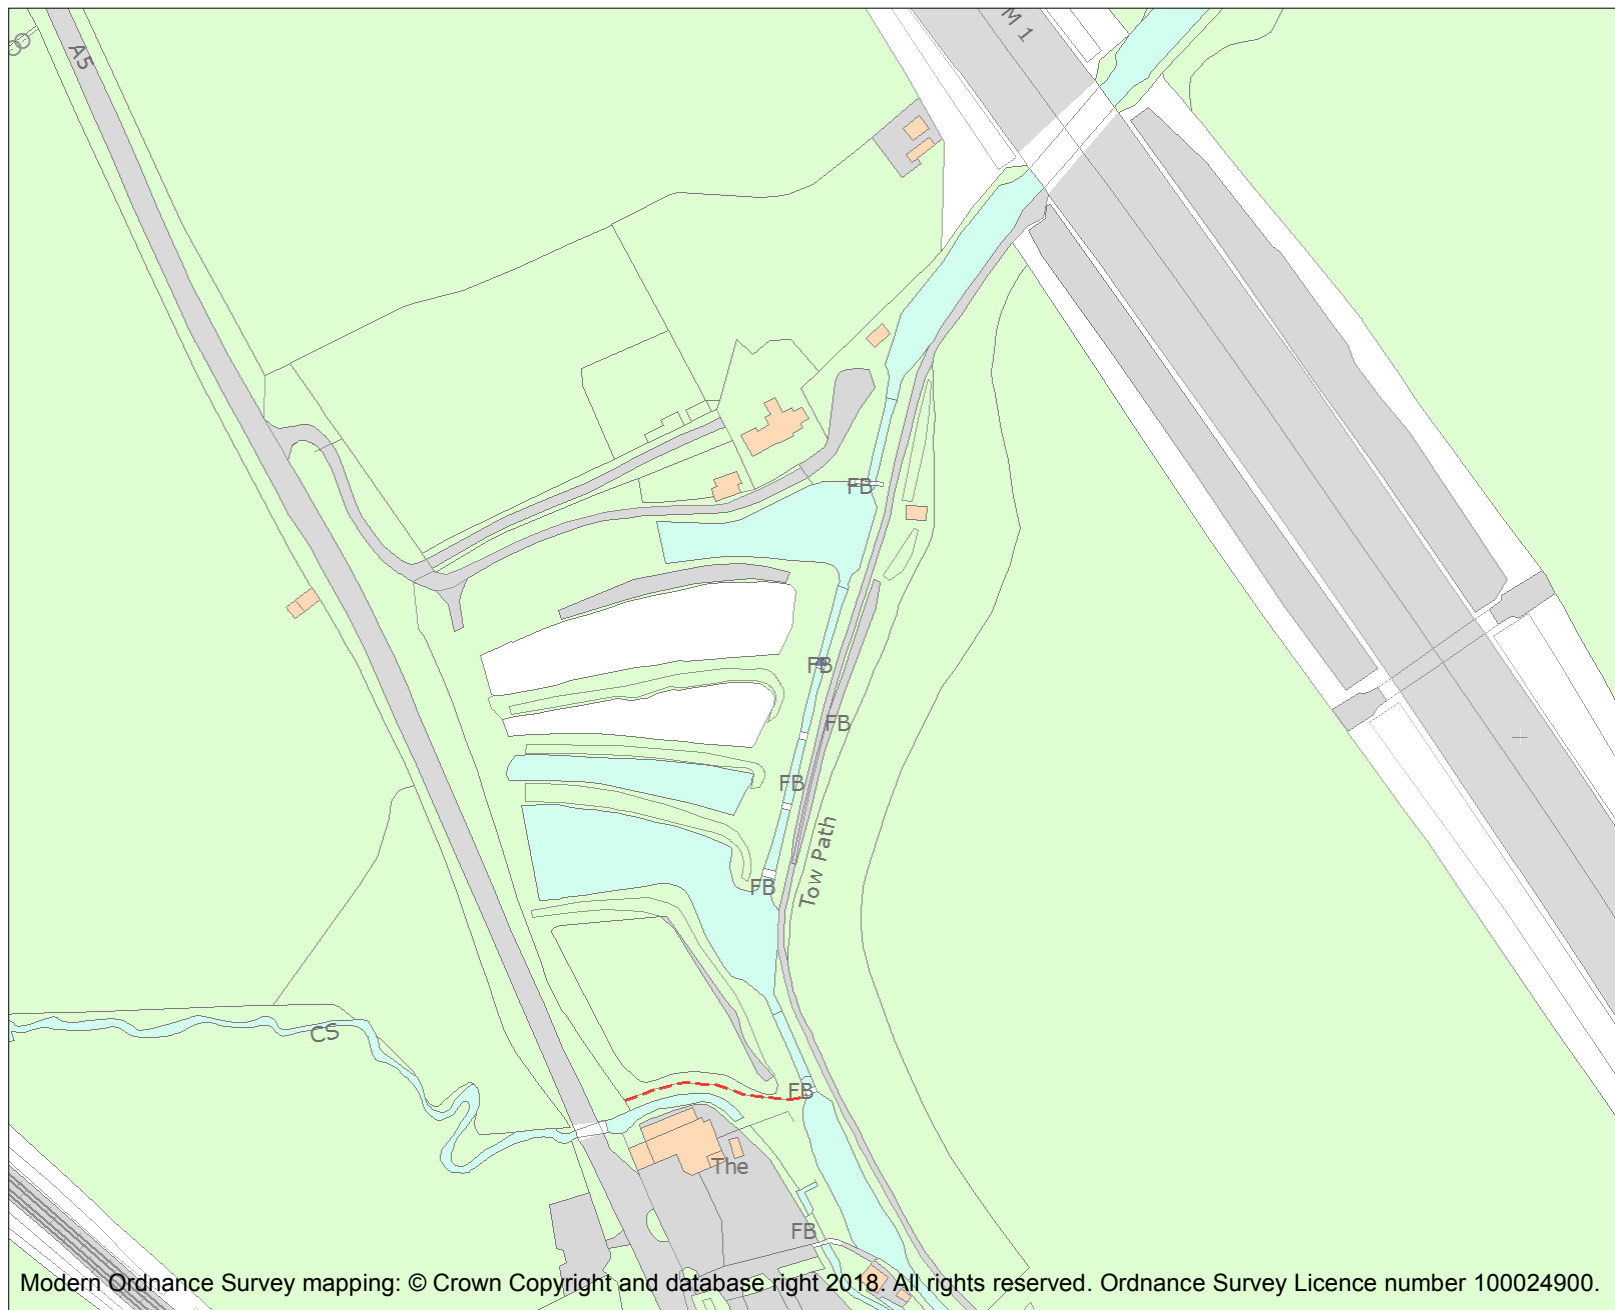 M 1
A5
FB
FB
FB
FB
Tow Path
FB
CS
FB
The
FB
Modern Ordnance Survey mapping: © Crown Copyright and database right 2018. All rights reserved. Ordnance Survey Licence number 100024900.